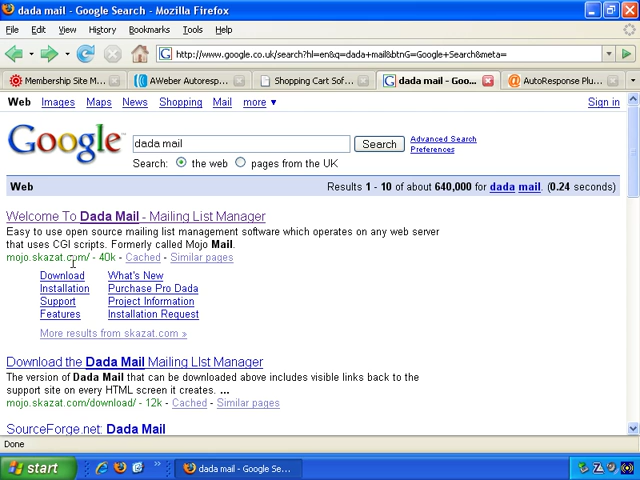 dada mail - Google Search - Mozilla Firefox
File Edit View History Bookmarks Tools Help
http://www.google.co.uk/search?hl=en&q=dada+mail&btnG=Google+Search&meta=
Membership Site M... AWeber Autoresp... Shopping Cart Sof... dada mail - Goo... AutoResponse Plu...
Web Images Maps News Shopping Mail more ▼ Sign in
Google dada mail Search Advanced Search
Preferences
Search: the web pages from the UK
Web Results 1 - 10 of about 640,000 for dada mail. (0.24 seconds)
Welcome To Dada Mail - Mailing List Manager
Easy to use open source mailing list management software which operates on any web server
that uses CGI scripts. Formerly called Mojo Mail.
mojo.skazat.com/ - 40k - Cached - Similar pages
Download What's New
Installation Purchase Pro Dada
Support Project Information
Features Installation Request
More results from skazat.com »
Download the Dada Mail Mailing LIst Manager
The version of Dada Mail that can be downloaded above includes visible links back to the
support site on every HTML screen it creates. ...
mojo.skazat.com/download/ - 12k - Cached - Similar pages
SourceForge.net: Dada Mail
Done
start » dada mail - Google Se...